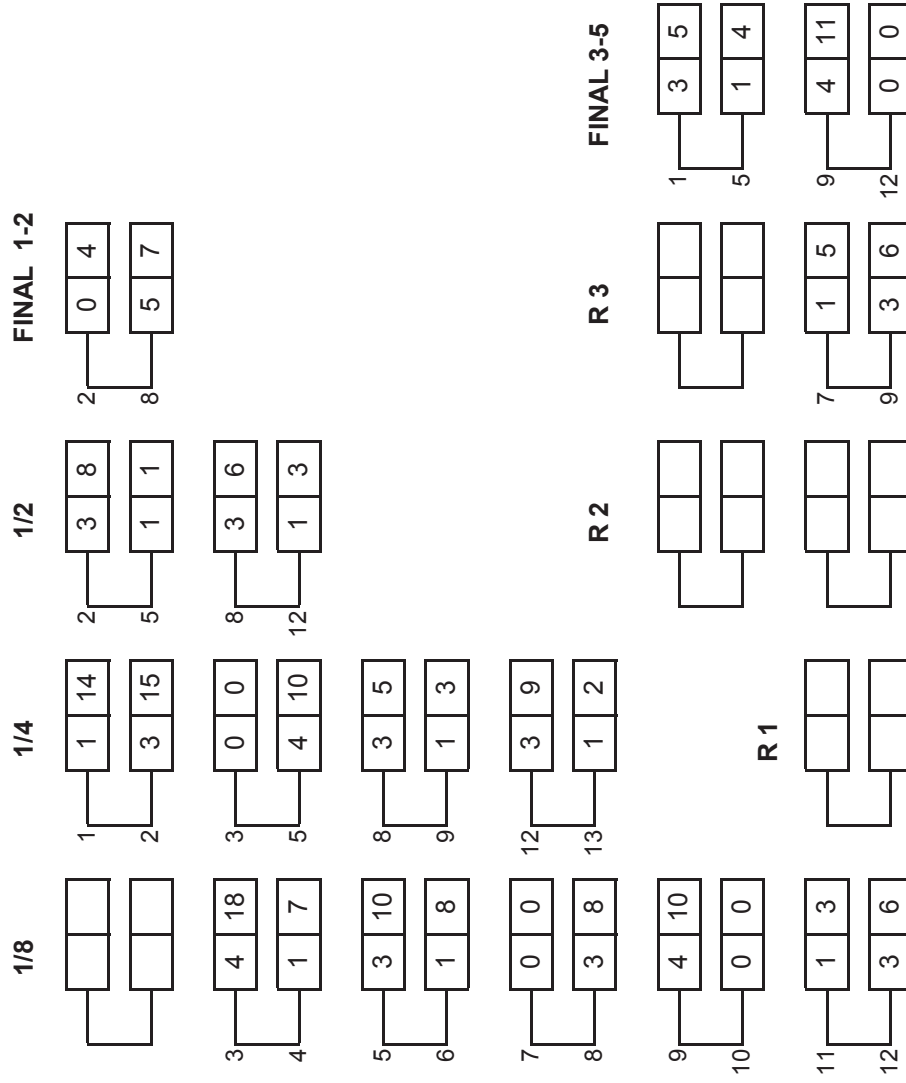 1/8 1/4 1/2 FINAL 1-2
1 1 14 2 3 8 2 0 4
2 3 15 5 1 1 8 5 7
3 4 18 3 0 0 8 3 6
4 1 7 5 4 10 12 1 3
5 3 10 8 3 5
6 1 8 9 1 3
7 0 0 12 3 9
8 3 8 13 1 2 R 2 R 3 FINAL 3-5
9 4 10 1 3 5
10 0 0 5 1 4
R 1
11 1 3 7 1 5 9 4 11
12 3 6 9 3 6 12 0 0